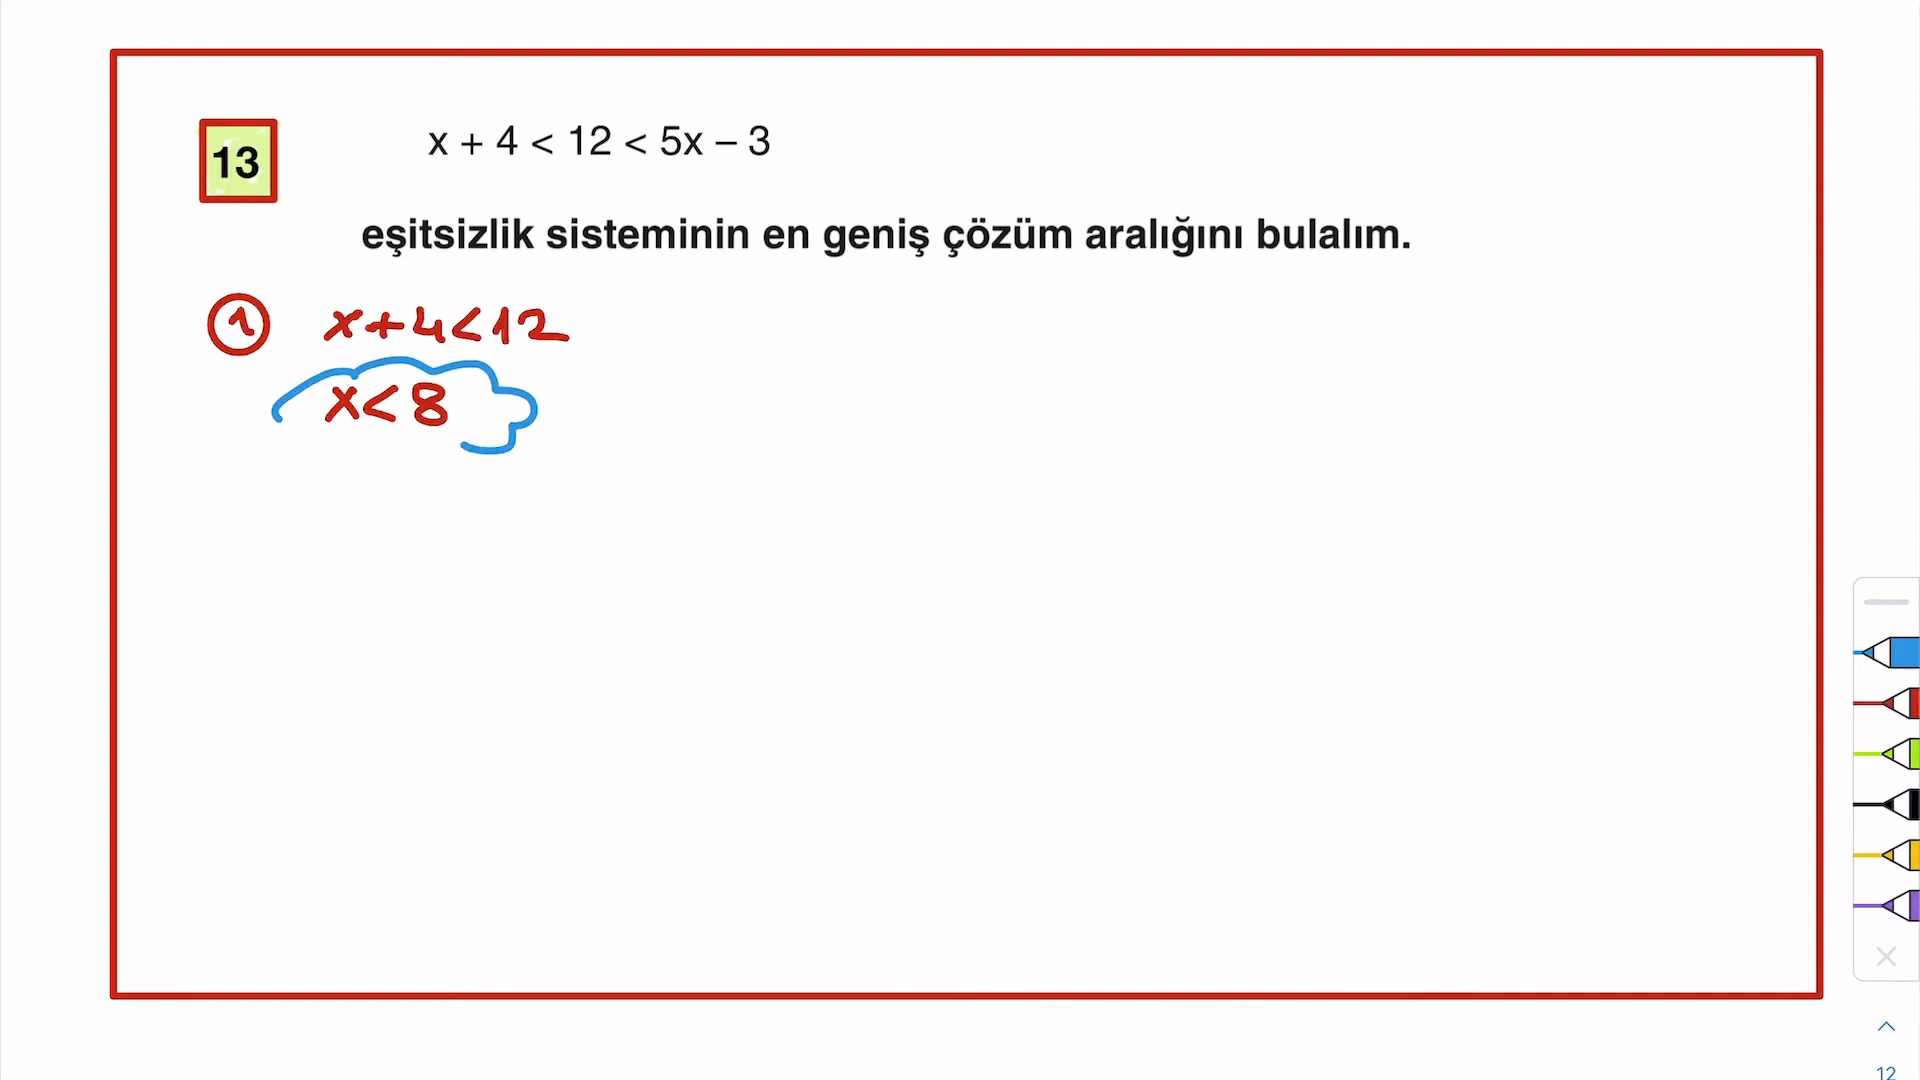 13
x + 4 < 12 < 5x – 3
eşitsizlik sisteminin en geniş çözüm aralığını bulalım.
1 x+4<12
x<8
12